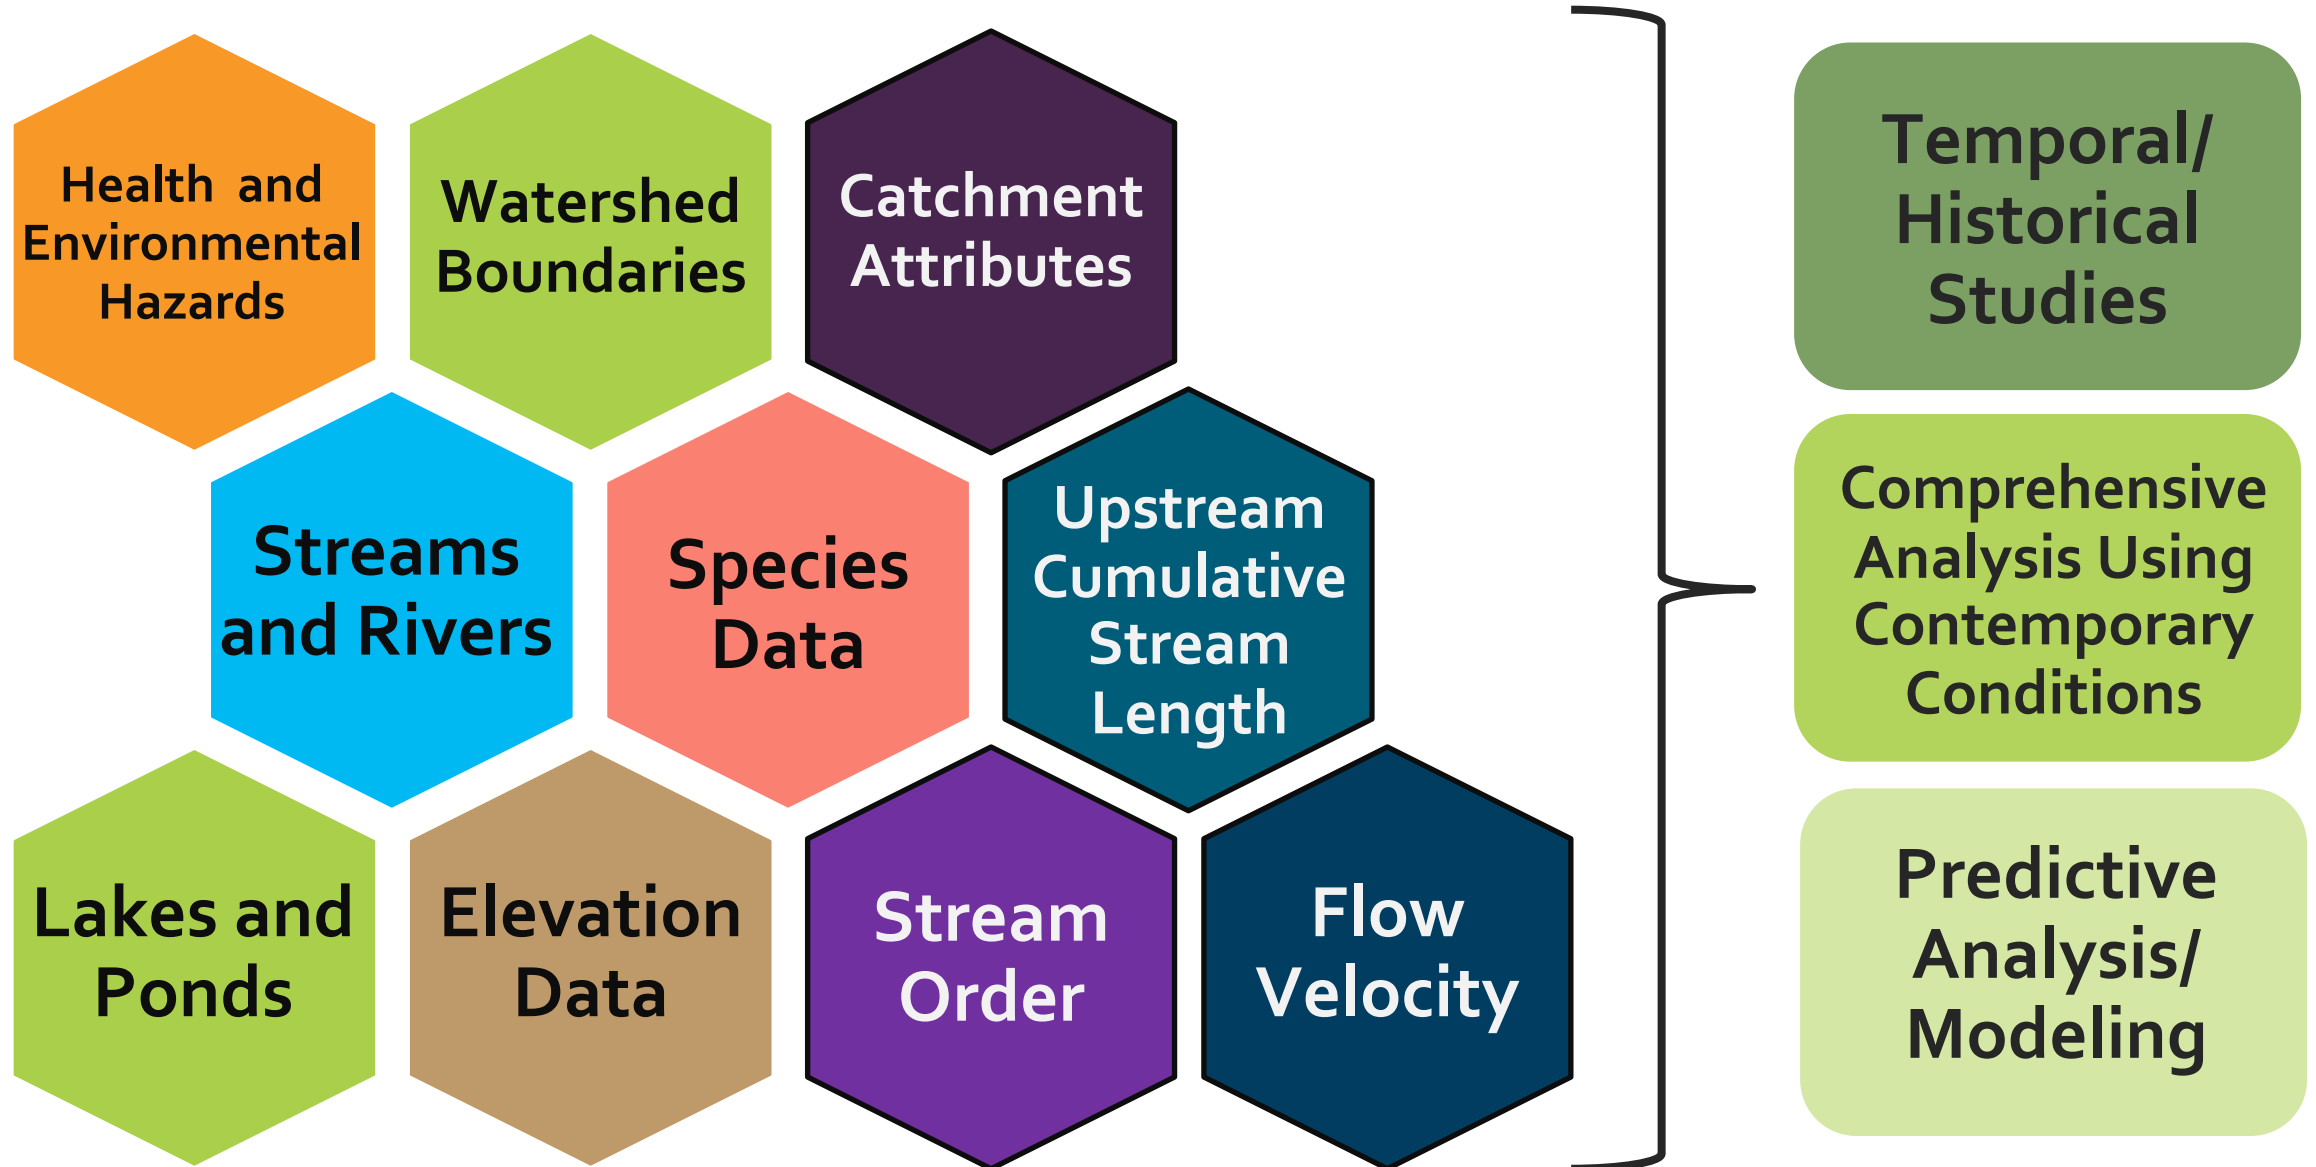 Health and
Environmental
Hazards
Watershed
Boundaries
Catchment
Attributes
Streams
and Rivers
Species
Data
Upstream
Cumulative
Stream
Length
Lakes and
Ponds
Elevation
Data
Stream
Order
Flow
Velocity
Temporal/
Historical
Studies
Comprehensive
Analysis Using
Contemporary
Conditions
Predictive
Analysis/
Modeling